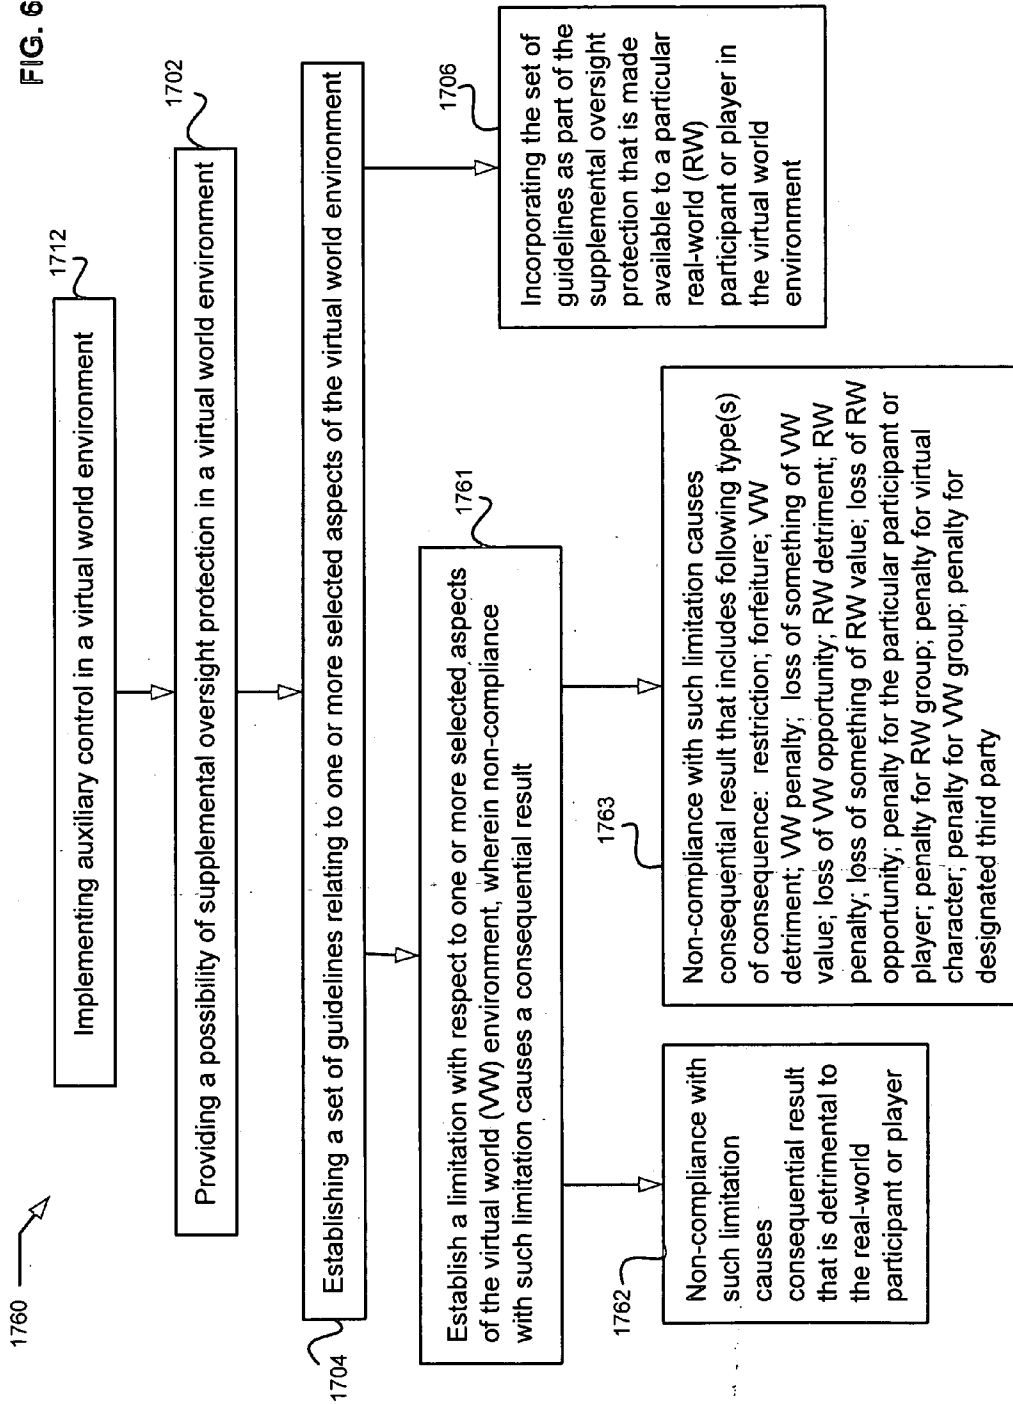 FIG. 6
1760
1712
Implementing auxiliary control in a virtual world environment
1702
Providing a possibility of supplemental oversight protection in a virtual world environment
Establishing a set of guidelines relating to one or more selected aspects of the virtual world environment
1704
1761
Establish a limitation with respect to one or more selected aspects
of the virtual world (VW) environment, wherein non-compliance
with such limitation causes a consequential result
1706
Incorporating the set of
guidelines as part of the
supplemental oversight
protection that is made
available to a particular
real-world (RW)
participant or player in
the virtual world
environment
1762
Non-compliance with
such limitation
causes
consequential result
that is detrimental to
the real-world
participant or player
1763
Non-compliance with such limitation causes
consequential result that includes following type(s)
of consequence: restriction; forfeiture; VW
detriment; VW penalty; loss of something of VW
value; loss of VW opportunity; RW detriment; RW
penalty; loss of something of RW value; loss of RW
opportunity; penalty for the particular participant or
player; penalty for RW group; penalty for virtual
character; penalty for VW group; penalty for
designated third party